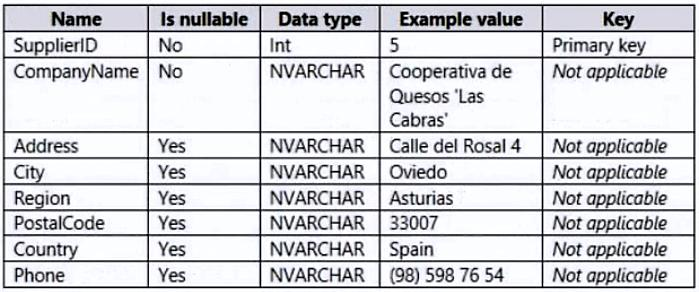 Name Is nullable Data type Example value Key
SupplierID No Int 5 Primary key
CompanyName No NVARCHAR Cooperativa de Not applicable
Quesos 'Las
Cabras'
Address Yes NVARCHAR Calle del Rosal 4 Not applicable
City Yes NVARCHAR Oviedo Not applicable
Region Yes NVARCHAR Asturias Not applicable
PostalCode Yes NVARCHAR 33007 Not applicable
Country Yes NVARCHAR Spain Not applicable
Phone Yes NVARCHAR (98) 598 76 54 Not applicable